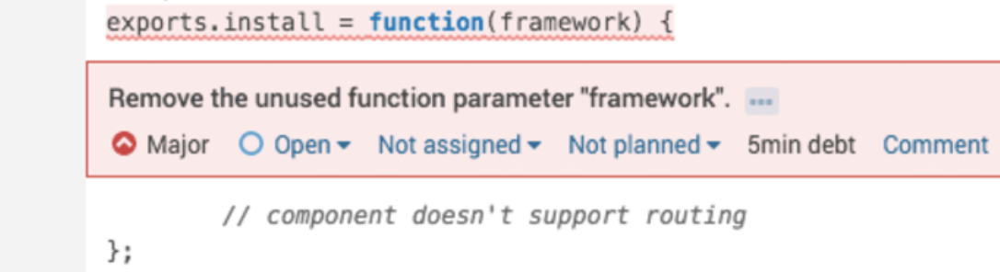 exports.install = function(framework) {
Remove the unused function parameter "framework". ...
Major Open Not assigned Not planned 5min debt Comment
// component doesn't support routing
};